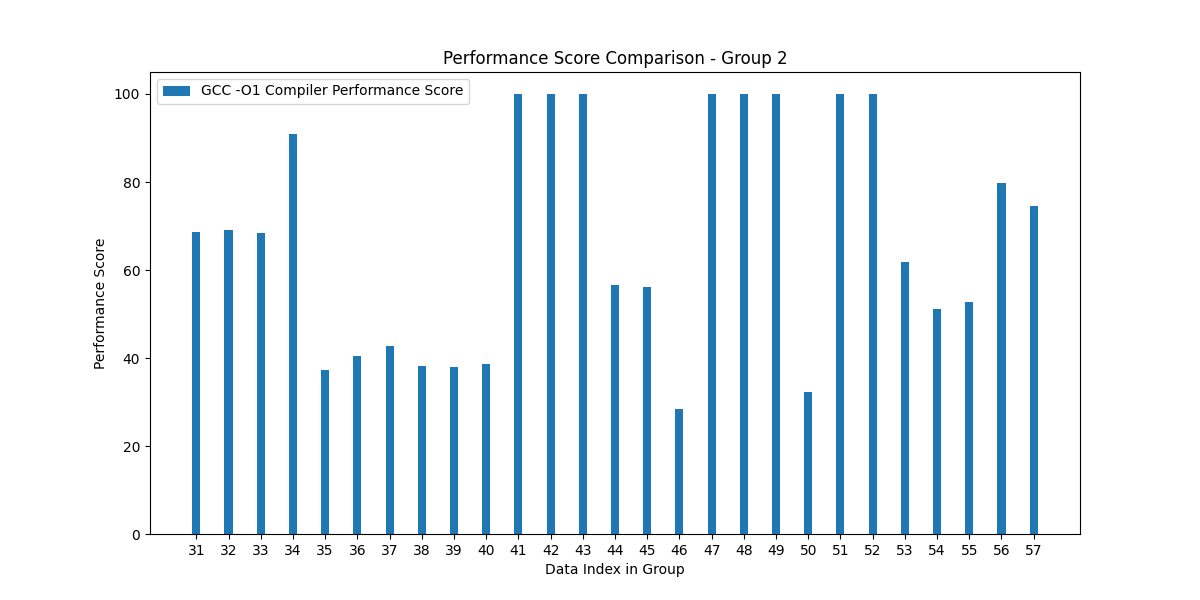 Performance Score Comparison - Group 2
GCC -O1 Compiler Performance Score
Performance Score
100
80
60
40
20
0
31 32 33 34 35 36 37 38 39 40 41 42 43 44 45 46 47 48 49 50 51 52 53 54 55 56 57
Data Index in Group